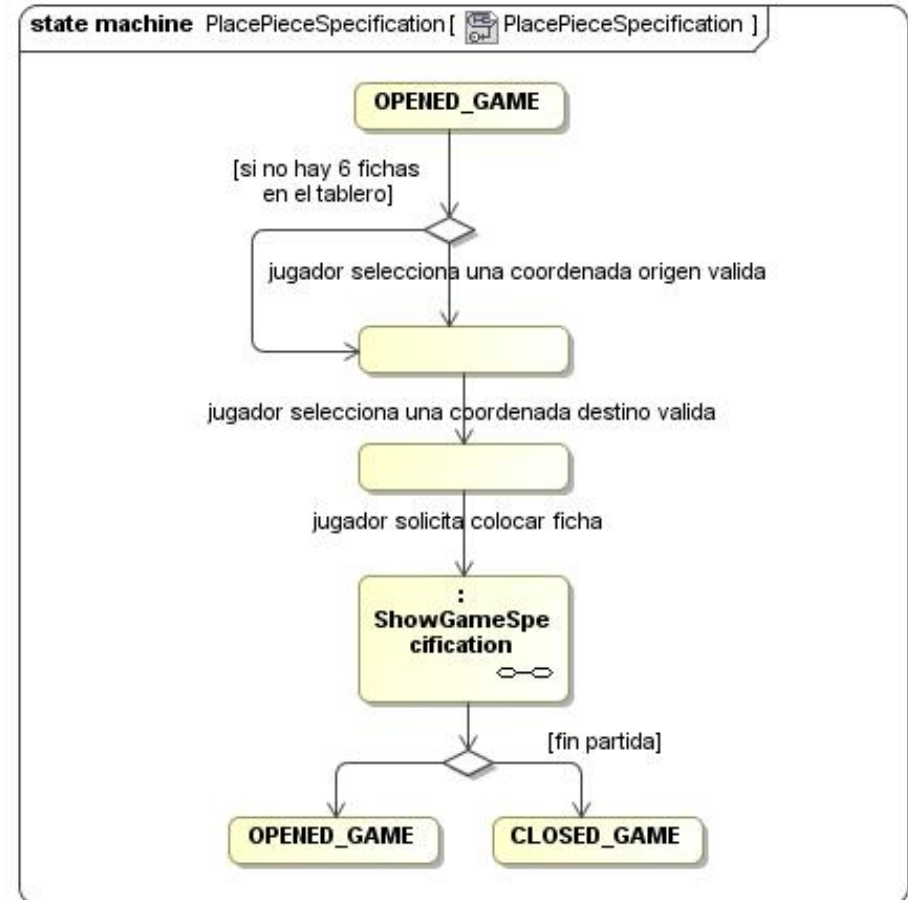 state machine PlacePieceSpecification [ PlacePieceSpecification ]
OPENED_GAME
[si no hay 6 fichas
en el tablero]
jugador selecciona una coordenada origen valida
jugador selecciona una coordenada destino valida
jugador solicita colocar ficha
:
ShowGameSpe
cification
[fin partida]
OPENED_GAME
CLOSED_GAME